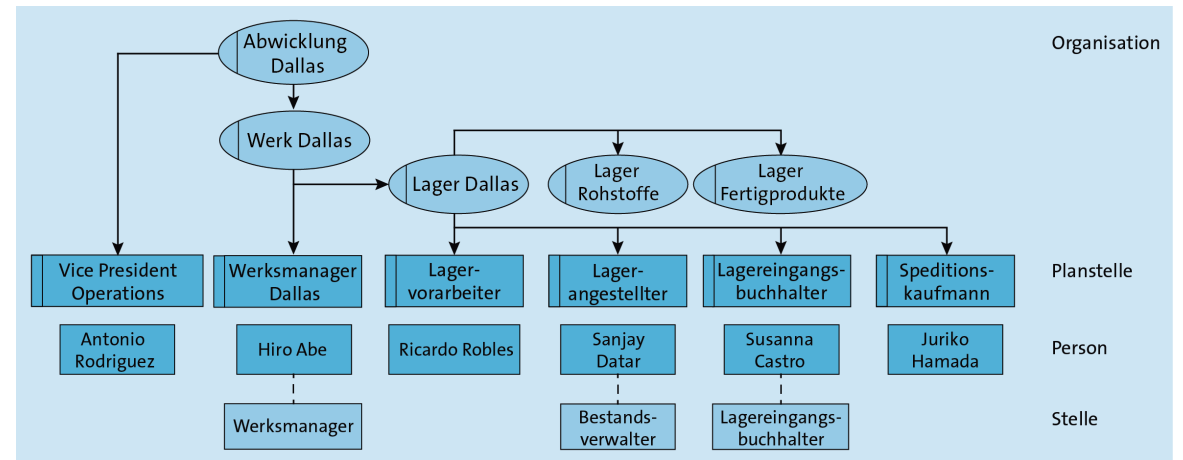 Abwicklung
Dallas
Organisation
Werk Dallas
Lager Dallas
Lager
Rohstoffe
Lager
Fertigprodukte
Vice President
Operations
Werksmanager
Dallas
Lager-
vorarbeiter
Lager-
angestellter
Lagereingangs-
buchhalter
Speditions-
kaufmann
Planstelle
Antonio
Rodriguez
Hiro Abe
Ricardo Robles
Sanjay
Datar
Susanna
Castro
Juriko
Hamada
Person
Werksmanager
Bestands-
verwalter
Lagereingangs-
buchhalter
Stelle